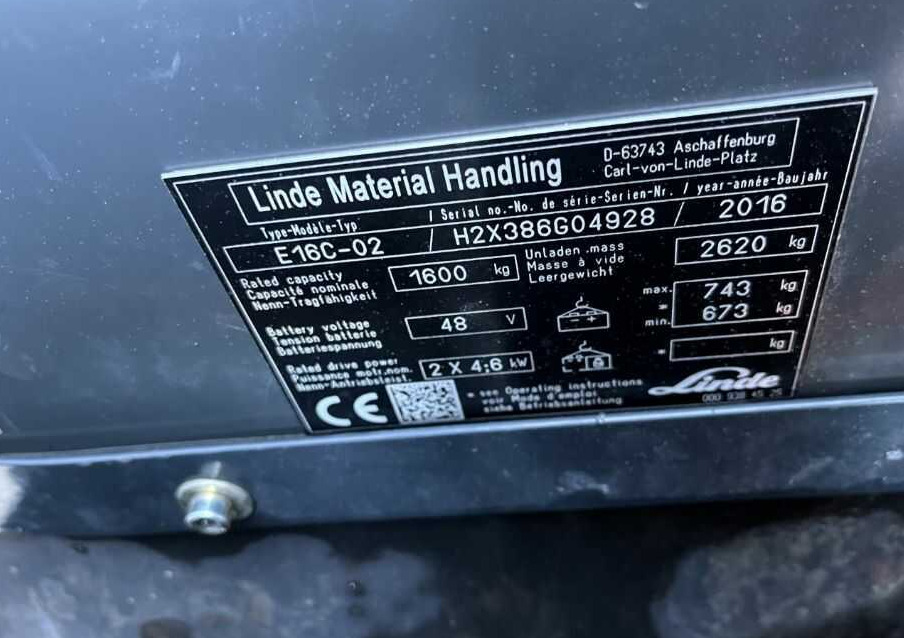 Linde Material Handling
D-63743 Aschaffenburg
Carl-von-Linde-Platz
Type-Modèle-Typ / Serial no.-No. de série-Serien-Nr. / year-année-Baujahr
E16C-02 / H2X386G04928 / 2016
Rated capacity
Capacité nominale
Nenn-Tragfähigkeit
1600 kg
Unladen mass
Masse à vide
Leergewicht
2620 kg
Battery voltage
Tension batterie
Batteriespannung
48 V
max. 743 kg
*
min. 673 kg
Rated drive power
Puissance motr.nom.
Nenn-Antriebsleist.
2 X 4,6 kW
* kg
CE
* see Operating instructions
voir Mode d'emploi
siehe Betriebsanleitung
Linde